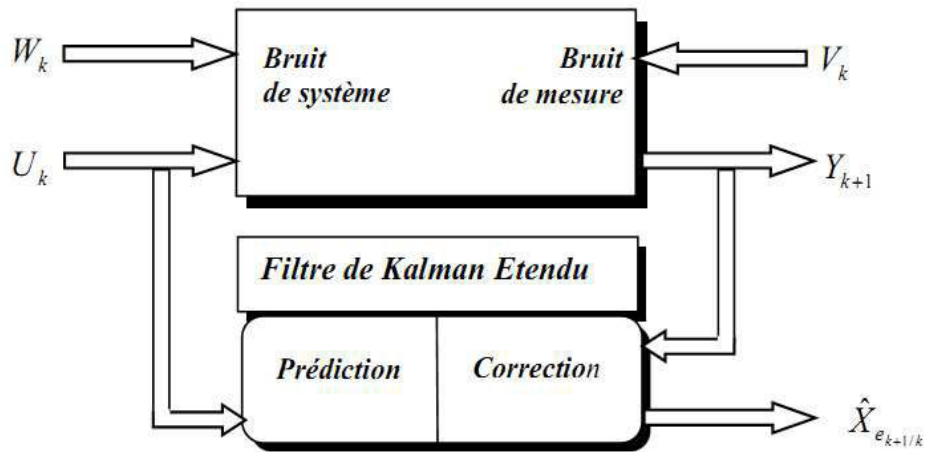 W_k
Bruit de système
Bruit de mesure
V_k
U_k
Y_{k+1}
Filtre de Kalman Etendu
Prédiction
Correction
X̂_{e_{k+1/k}}